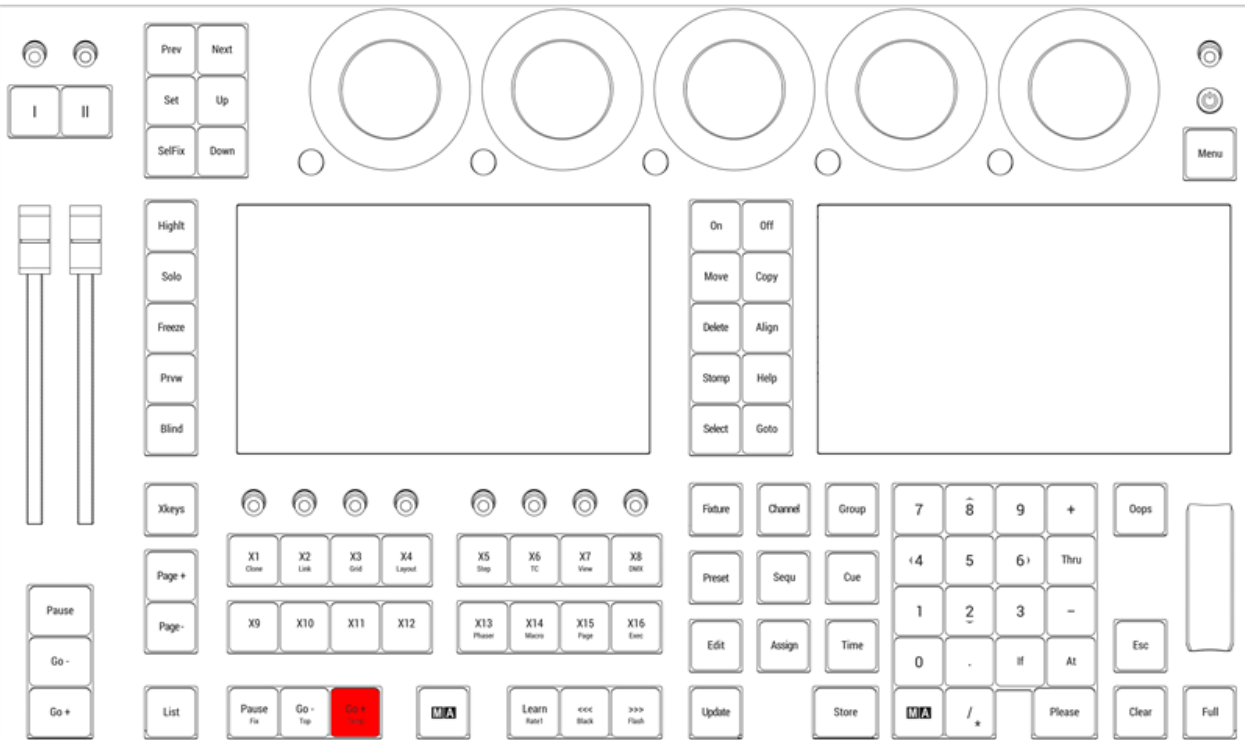 Prev Next
I II
Set Up
SelFix Down
Menu
Highlt
Solo
Freeze
Prvw
Blind
On Off
Move Copy
Delete Align
Stomp Help
Select Goto
Xkeys
Page +
Page-
X1 X2 X3 X4
Clone Link Grid Layout
X5 X6 X7 X8
Step TC View DMX
X9 X10 X11 X12
X13 X14 X15 X16
Phaser Macro Page Exec
Fixture Channel Group
Preset Sequ Cue
Edit Assign Time
7 8 9 +
4 5 6 Thru
1 2 3 -
0 . If At
Oops
Esc
Pause
Go -
Go +
List
Pause Go - Go +
Fix Top Temp
MA
Learn <<< >>>
Rate1 Black Flash
Update
Store
MA / * Please
Clear
Full